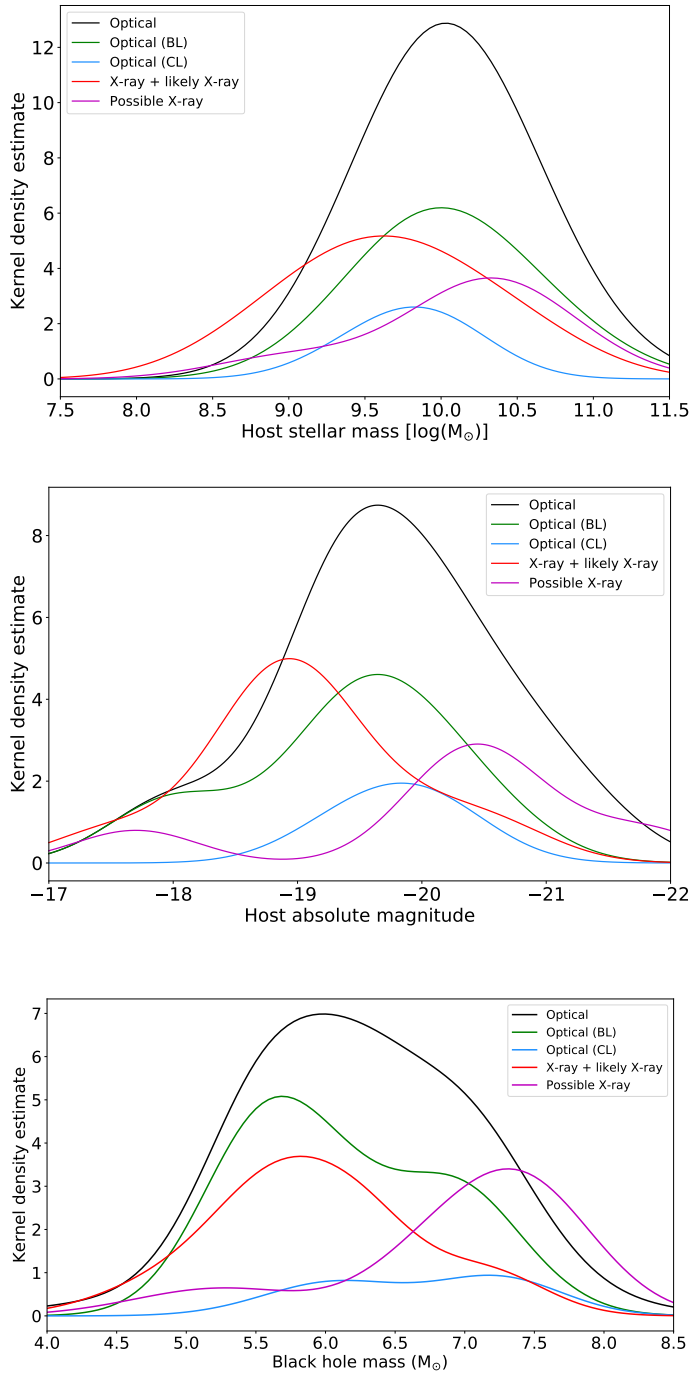 Optical
Optical (BL)
Optical (CL)
X-ray + likely X-ray
Possible X-ray
Kernel density estimate
12
10
8
6
4
2
0
7.5 8.0 8.5 9.0 9.5 10.0 10.5 11.0 11.5
Host stellar mass [log(M⊙)]
Optical
Optical (BL)
Optical (CL)
X-ray + likely X-ray
Possible X-ray
Kernel density estimate
8
6
4
2
0
−17 −18 −19 −20 −21 −22
Host absolute magnitude
Optical
Optical (BL)
Optical (CL)
X-ray + likely X-ray
Possible X-ray
Kernel density estimate
7
6
5
4
3
2
1
0
4.0 4.5 5.0 5.5 6.0 6.5 7.0 7.5 8.0 8.5
Black hole mass (M⊙)